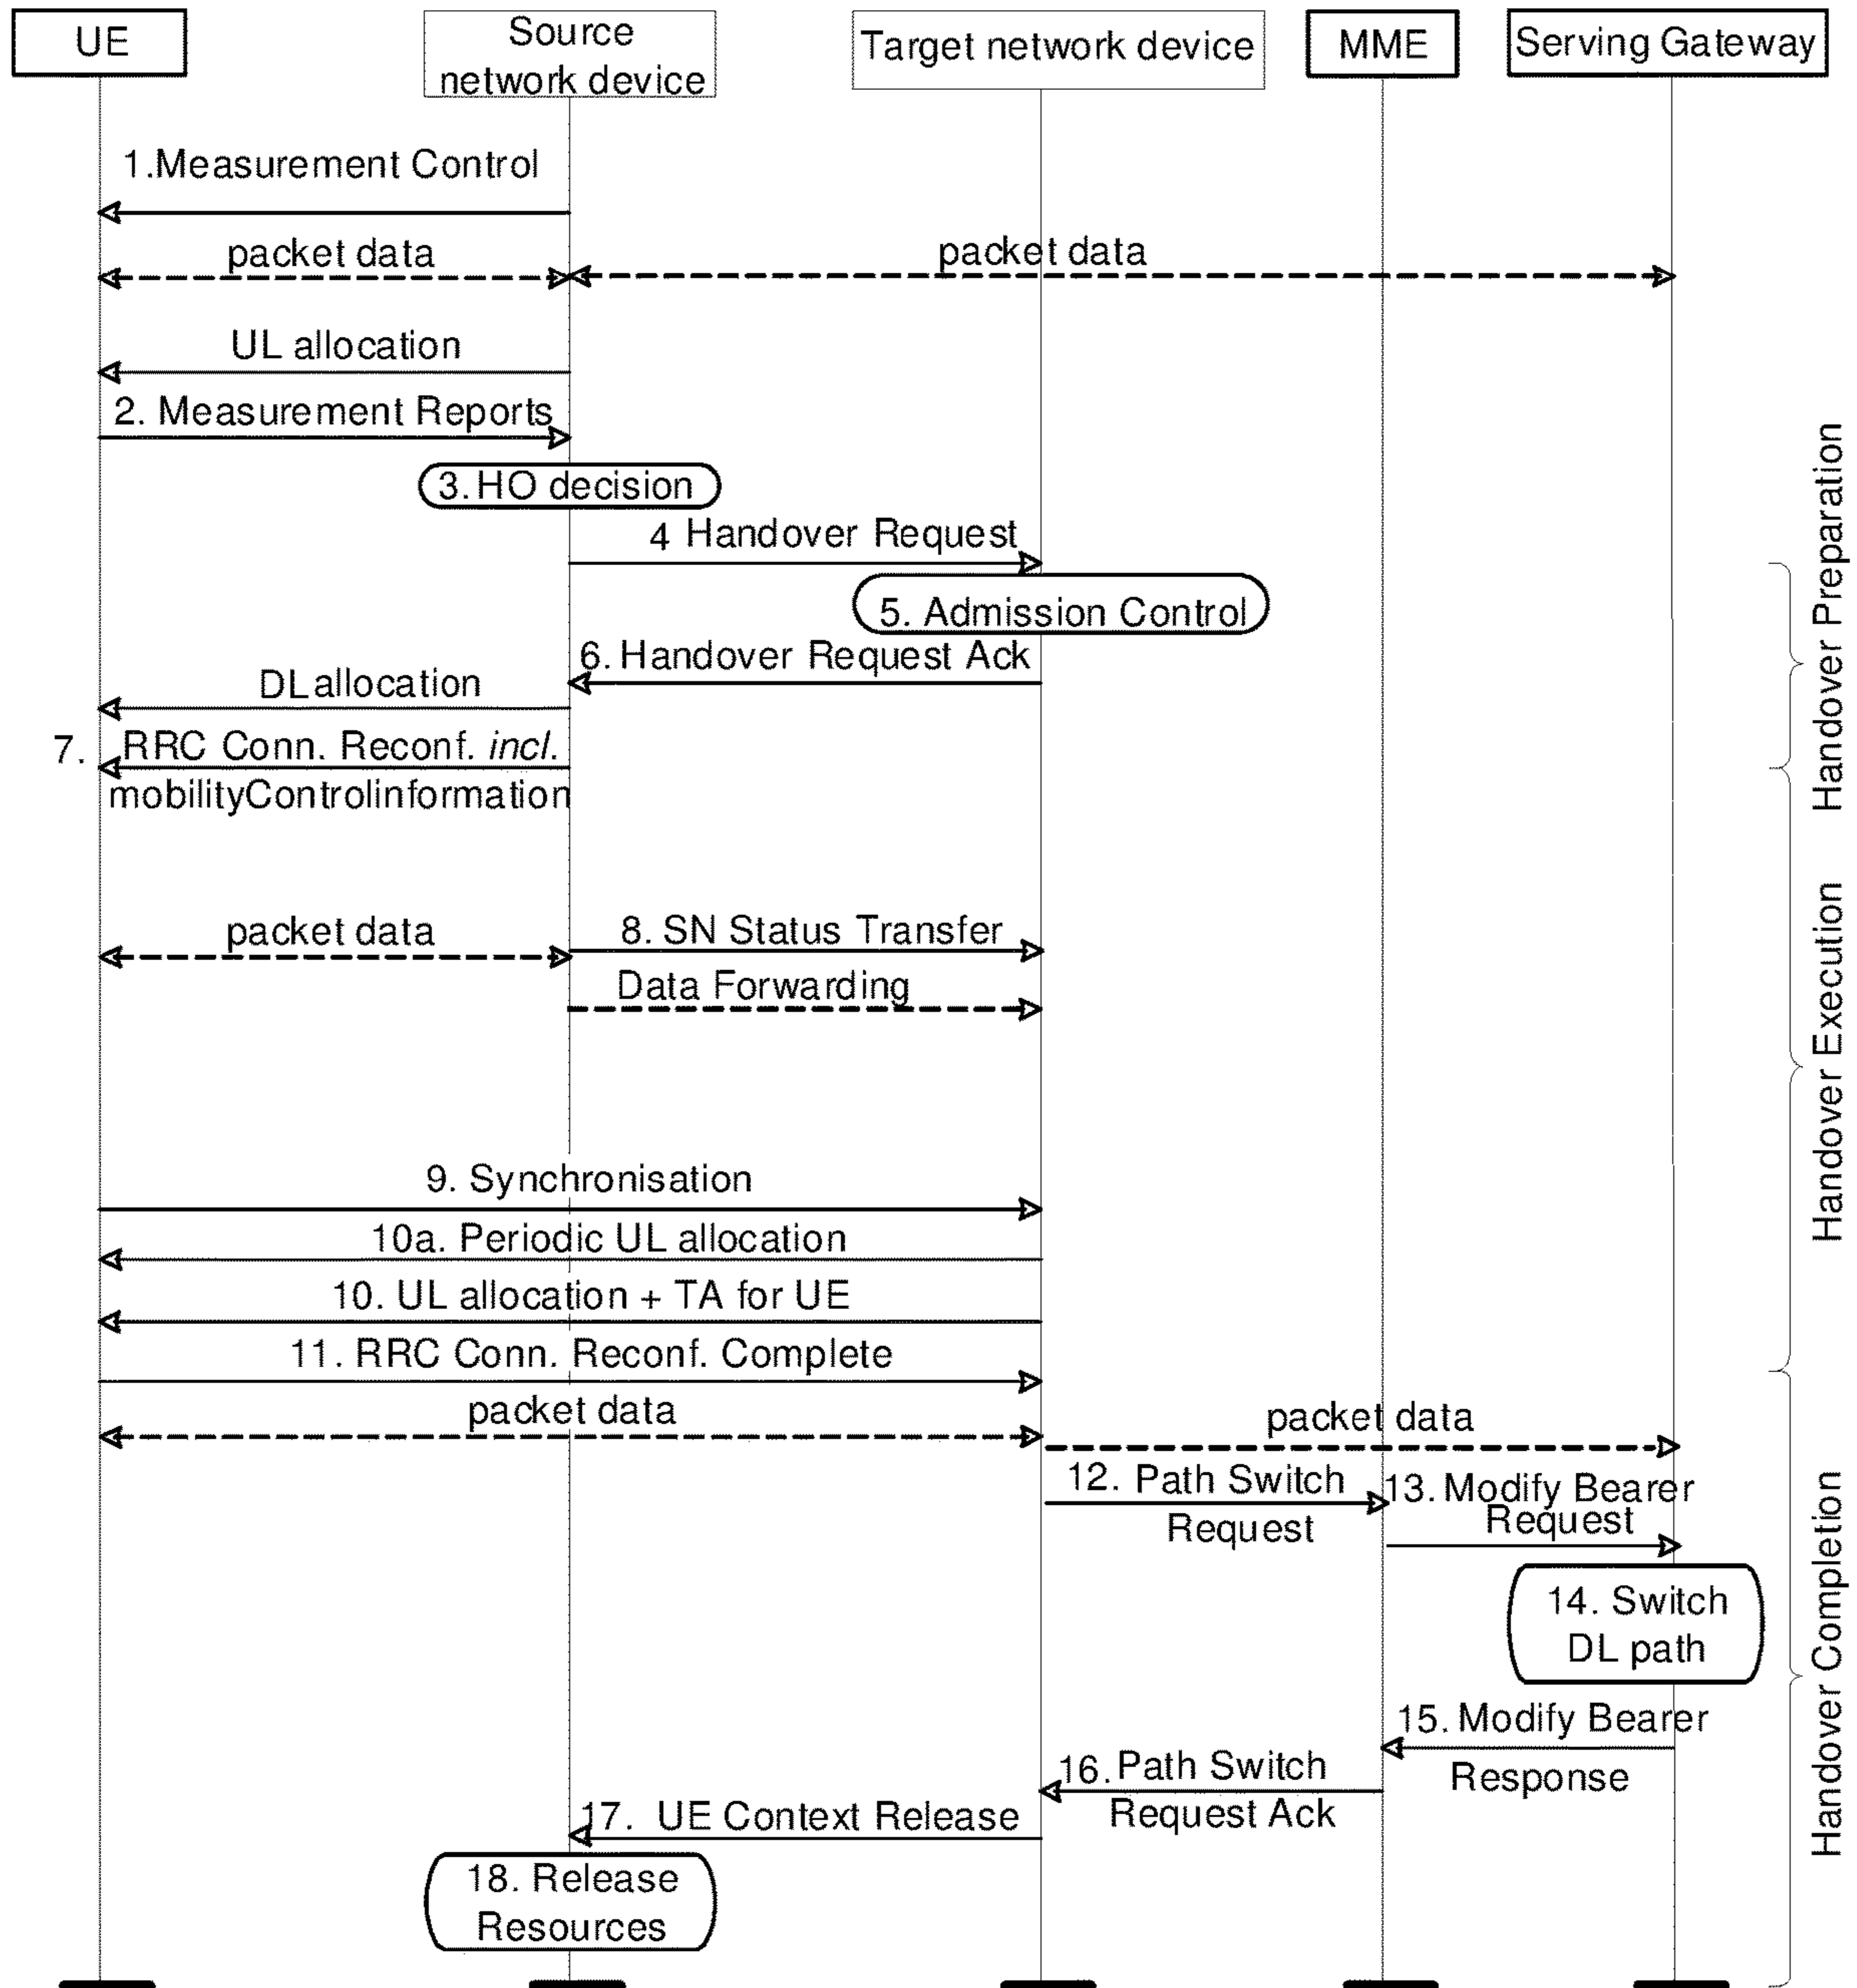 UE
Source
network device
Target network device
MME
Serving Gateway
1.Measurement Control
packet data
packet data
UL allocation
2. Measurement Reports
3. HO decision
4 Handover Request
5. Admission Control
6. Handover Request Ack
DL allocation
7. RRC Conn. Reconf. incl.
mobilityControlinformation
Handover Preparation
packet data
8. SN Status Transfer
Data Forwarding
9. Synchronisation
10a. Periodic UL allocation
10. UL allocation + TA for UE
11. RRC Conn. Reconf. Complete
Handover Execution
packet data
packet data
12. Path Switch
Request
13. Modify Bearer
Request
14. Switch
DL path
15. Modify Bearer
Response
16. Path Switch
Request Ack
17. UE Context Release
18. Release
Resources
Handover Completion